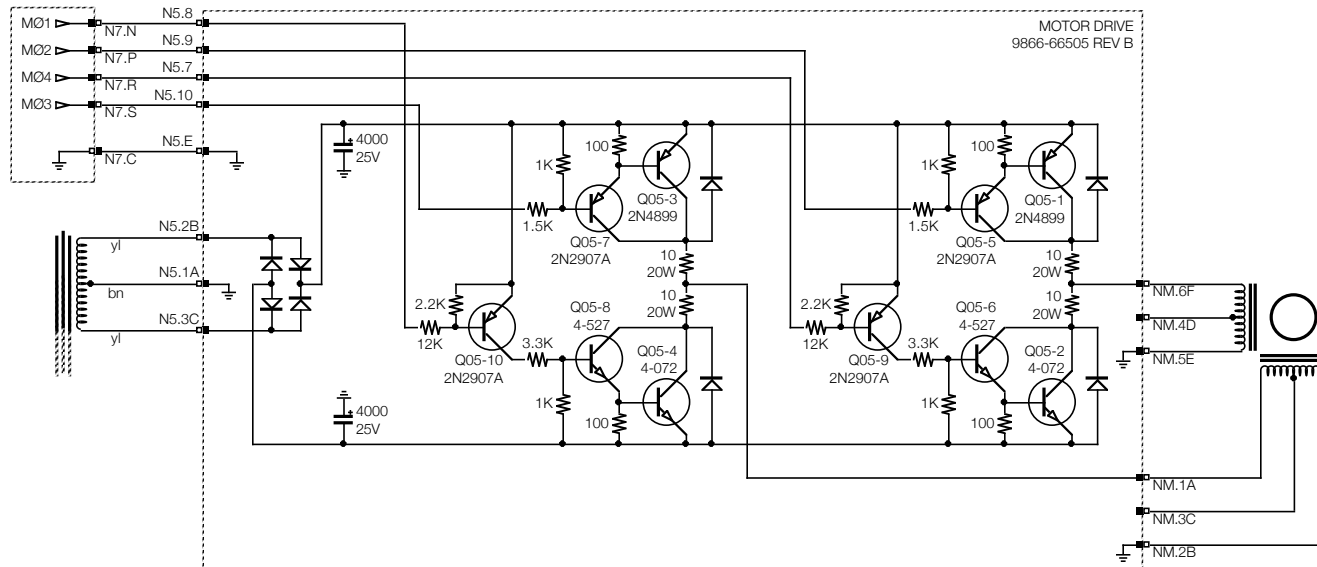 MOTOR DRIVE
9866-66505 REV B
MØ1
N7.N
N5.8
MØ2
N7.P
N5.9
MØ4
N7.R
N5.7
MØ3
N7.S
N5.10
N7.C
N5.E
4000
25V
1K
100
Q05-3
2N4899
1.5K
Q05-7
2N2907A
1K
100
Q05-1
2N4899
1.5K
Q05-5
2N2907A
N5.2B
yl
N5.1A
bn
N5.3C
yl
10
20W
10
20W
10
20W
10
20W
2.2K
12K
Q05-10
2N2907A
3.3K
Q05-8
4-527
Q05-4
4-072
1K
100
2.2K
12K
Q05-9
2N2907A
3.3K
Q05-6
4-527
Q05-2
4-072
1K
100
4000
25V
NM.6F
NM.4D
NM.5E
NM.1A
NM.3C
NM.2B